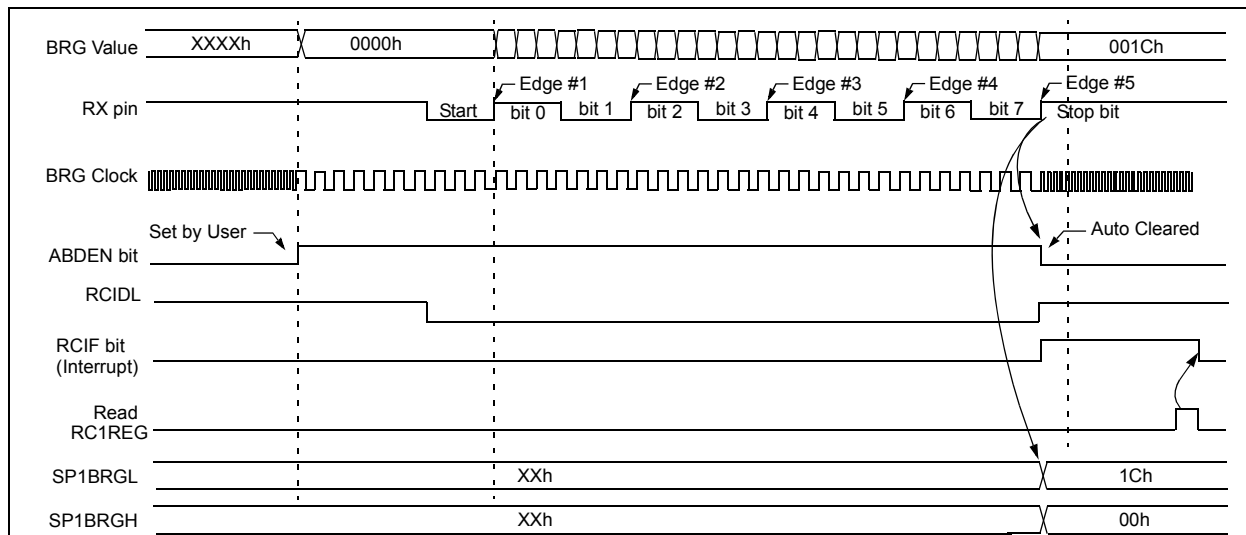 BRG Value XXXXh 0000h 001Ch
Edge #1 Edge #2 Edge #3 Edge #4 Edge #5
RX pin Start bit 0 bit 1 bit 2 bit 3 bit 4 bit 5 bit 6 bit 7 Stop bit
BRG Clock
Set by User Auto Cleared
ABDEN bit
RCIDL
RCIF bit
(Interrupt)
Read
RC1REG
SP1BRGL XXh 1Ch
SP1BRGH XXh 00h